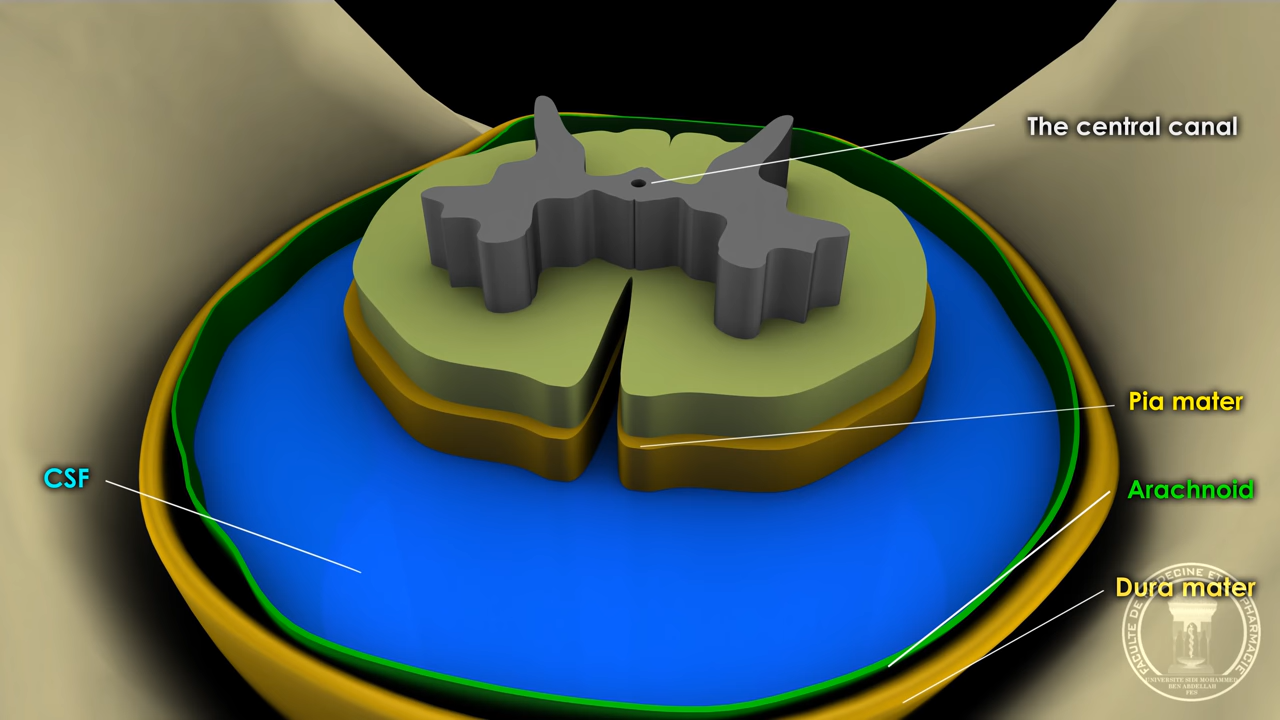 The central canal
Pia mater
CSF
Arachnoid
Dura mater
FACULTE DE MEDECINE ET PHARMACIE
UNIVERSITE SIDI MOHAMMED
BEN ABDELLAH
FES